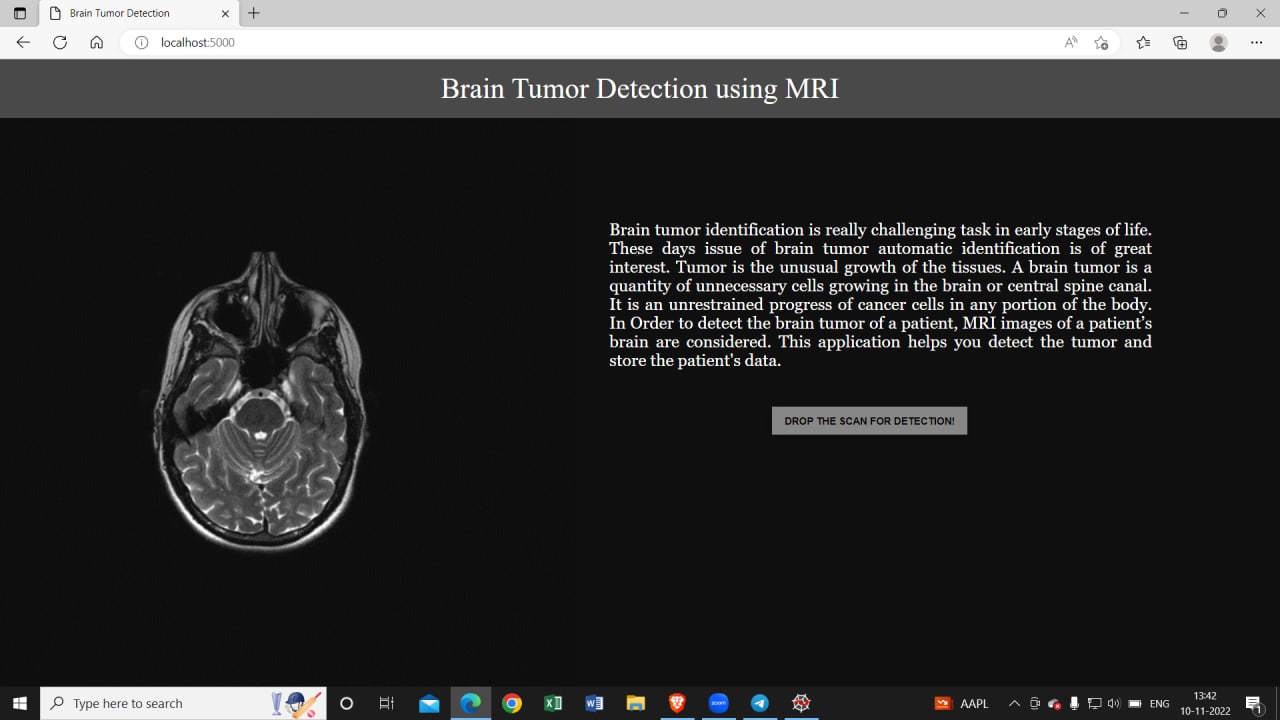 Brain Tumor Detection
localhost:5000
Brain Tumor Detection using MRI
Brain tumor identification is really challenging task in early stages of life.
These days issue of brain tumor automatic identification is of great
interest. Tumor is the unusual growth of the tissues. A brain tumor is a
quantity of unnecessary cells growing in the brain or central spine canal.
It is an unrestrained progress of cancer cells in any portion of the body.
In Order to detect the brain tumor of a patient, MRI images of a patient's
brain are considered. This application helps you detect the tumor and
store the patient's data.
DROP THE SCAN FOR DETECTION!
Type here to search
zoom
AAPL
ENG
13:42
10-11-2022
1